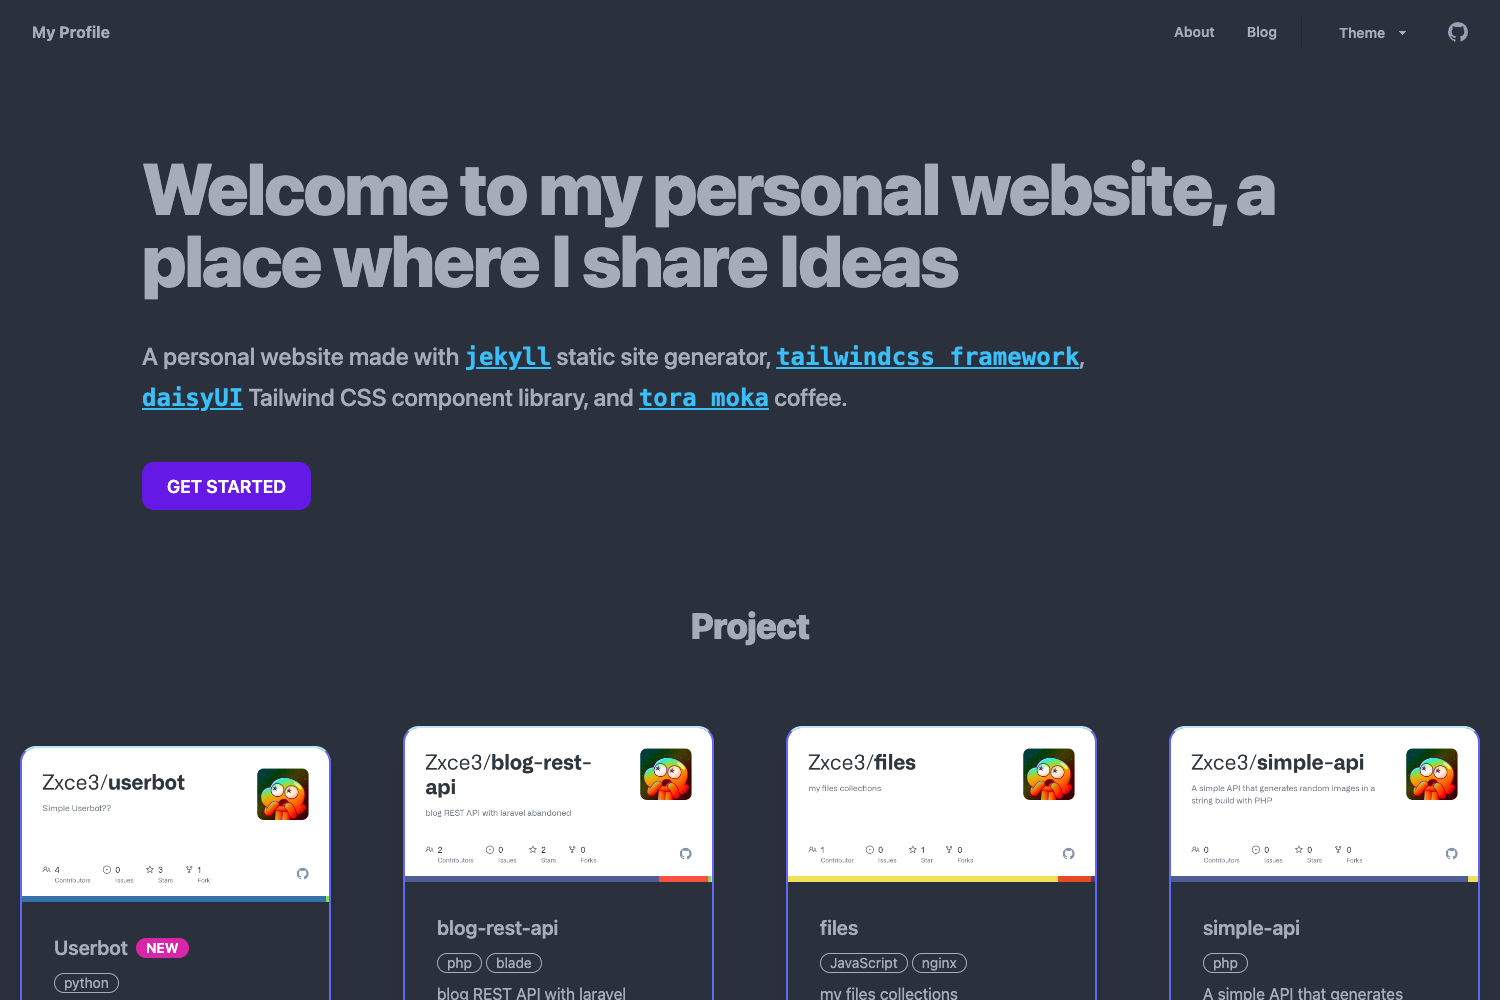 My Profile
About
Blog
Theme
Welcome to my personal website, a
place where I share Ideas
A personal website made with jekyll static site generator, tailwindcss framework,
daisyUI Tailwind CSS component library, and tora moka coffee.
GET STARTED
Project
Zxce3/userbot
Simple Userbot??
4
Contributors
0
Issues
3
Stars
1
Fork
Userbot NEW
python
Zxce3/blog-rest-
api
blog REST API with laravel abandoned
2
Contributors
0
Issues
2
Stars
0
Forks
blog-rest-api
php
blade
blog REST API with laravel
Zxce3/files
my files collections
1
Contributor
0
Issues
1
Star
0
Forks
files
JavaScript
nginx
my files collections
Zxce3/simple-api
A simple API that generates random images in a
string build with PHP
0
Contributors
0
Issues
0
Stars
0
Forks
simple-api
php
A simple API that generates